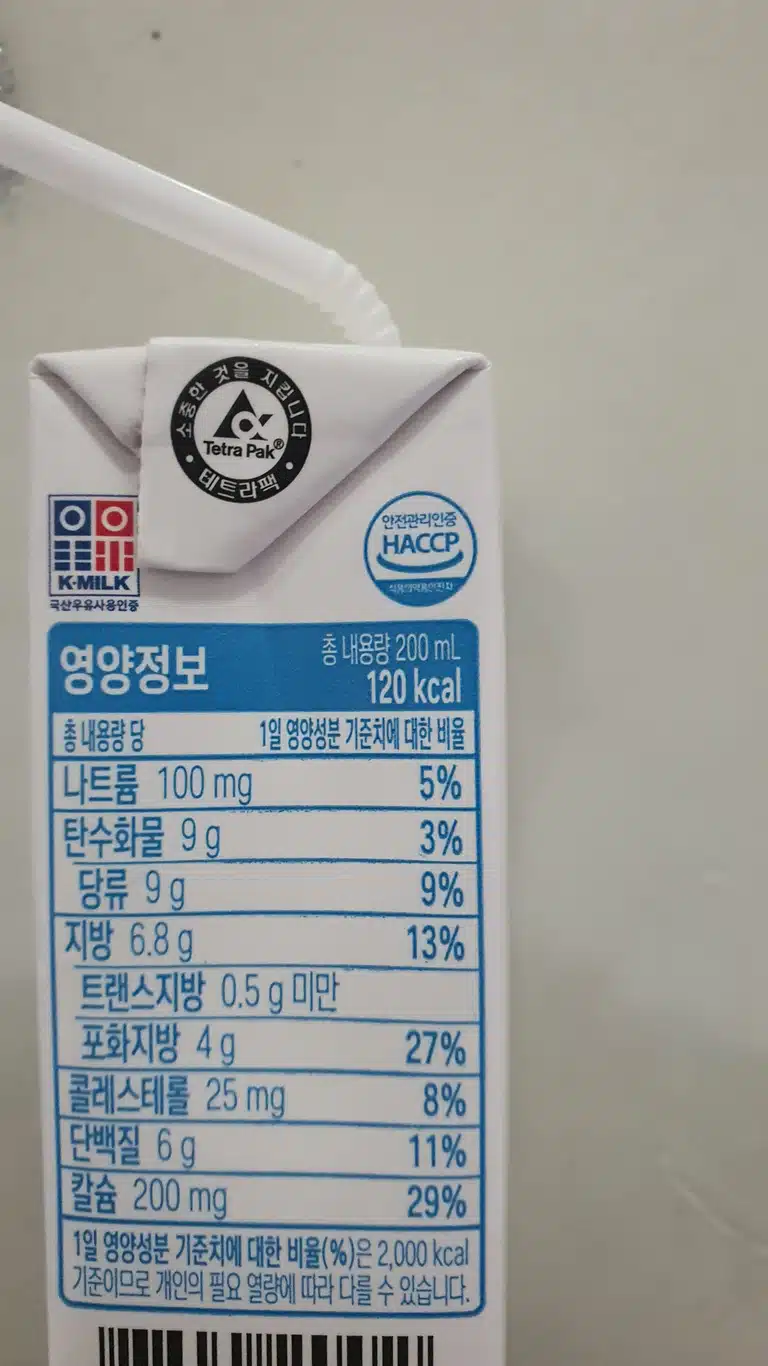 소중한 것을 지킵니다
Tetra Pak®
테트라팩
K·MILK
국산우유사용인증
안전관리인증
HACCP
식품의약품안전처
영양정보
총 내용량 200 mL
120 kcal
총 내용량 당 1일 영양성분 기준치에 대한 비율
나트륨 100 mg 5%
탄수화물 9 g 3%
당류 9 g 9%
지방 6.8 g 13%
트랜스지방 0.5 g 미만
포화지방 4 g 27%
콜레스테롤 25 mg 8%
단백질 6 g 11%
칼슘 200 mg 29%
1일 영양성분 기준치에 대한 비율(%)은 2,000 kcal
기준이므로 개인의 필요 열량에 따라 다를 수 있습니다.